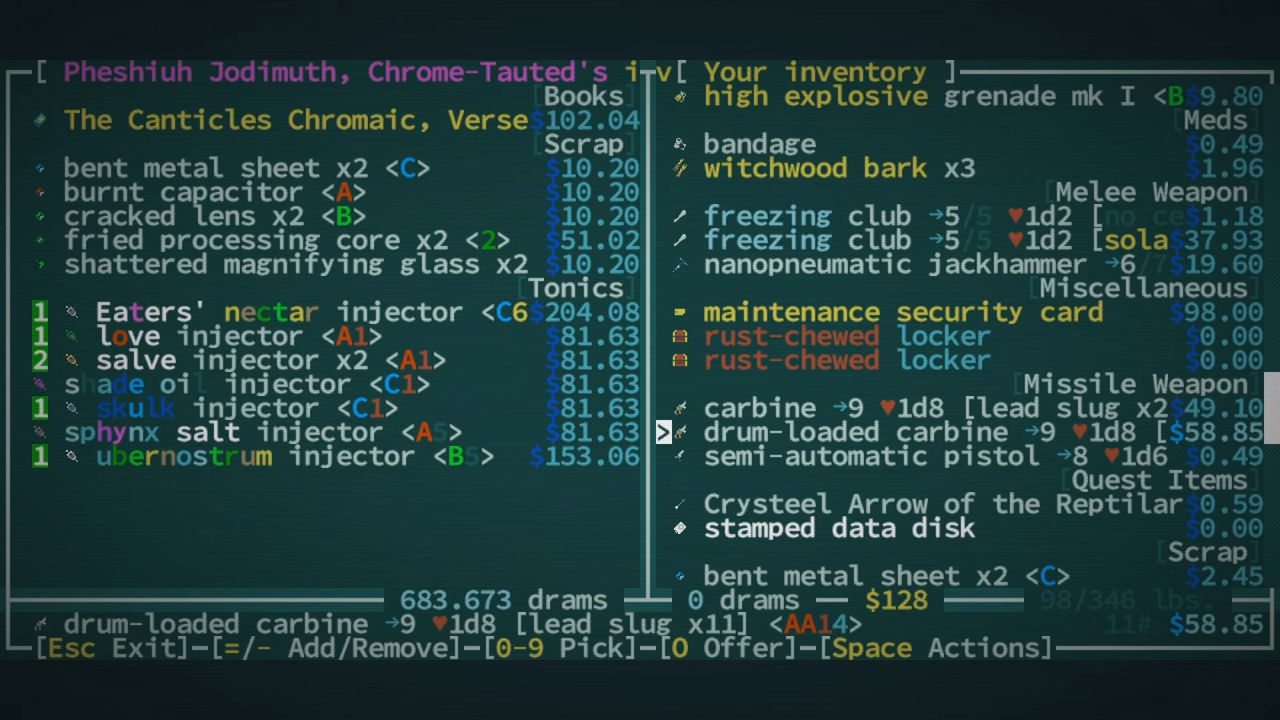 [ Pheshiuh Jodimuth, Chrome-Tauted's inv
[Books]
The Canticles Chromaic, Verse $102.04
[Scrap]
bent metal sheet x2 <C> $10.20
burnt capacitor <A> $10.20
cracked lens x2 <B> $10.20
fried processing core x2 <2> $51.02
shattered magnifying glass x2 $10.20
[Tonics]
1 Eaters' nectar injector <C6 $204.08
1 love injector <A1> $81.63
2 salve injector x2 <A1> $81.63
shade oil injector <C1> $81.63
1 skulk injector <C1> $81.63
sphynx salt injector <A5> $81.63
1 ubernostrum injector <B5> $153.06
[ Your inventory ]
high explosive grenade mk I <B $9.80
[Meds]
bandage $0.49
witchwood bark x3 $1.96
[Melee Weapon]
freezing club →5/5 ♥1d2 [no ce $1.18
freezing club →5/5 ♥1d2 [sola $37.93
nanopneumatic jackhammer →6/7 $19.60
[Miscellaneous]
maintenance security card $98.00
rust-chewed locker $0.00
rust-chewed locker $0.00
[Missile Weapon]
carbine →9 ♥1d8 [lead slug x2 $49.10
> drum-loaded carbine →9 ♥1d8 [ $58.85
semi-automatic pistol →8 ♥1d6 $0.49
[Quest Items]
Crysteel Arrow of the Reptilar $0.59
stamped data disk $0.00
[Scrap]
bent metal sheet x2 <C> $2.45
683.673 drams 0 drams $128 98/346 lbs.
drum-loaded carbine →9 ♥1d8 [lead slug x11] <AA14> 11# $58.85
[Esc Exit]—[=/- Add/Remove]—[0-9 Pick]—[O Offer]—[Space Actions]